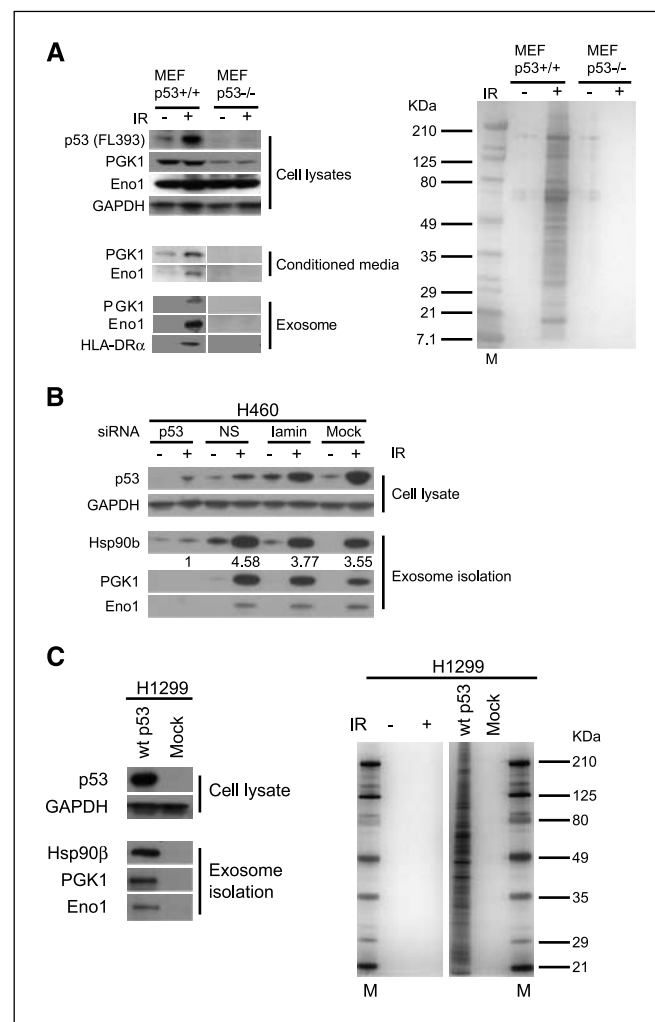 A
MEF MEF
p53+/+ p53-/-
IR - + - +
p53 (FL393)
PGK1
Eno1
GAPDH
Cell lysates
PGK1
Eno1
Conditioned media
PGK1
Eno1
HLA-DRα
Exosome
MEF MEF
p53+/+ p53-/-
IR - + - +
KDa
210
125
80
49
35
29
21
7.1
M
B
H460
siRNA p53 NS lamin Mock
- + - + - + - + IR
p53
GAPDH
Cell lysate
Hsp90b
1 4.58 3.77 3.55
PGK1
Eno1
Exosome isolation
C
H1299
wt p53 Mock
p53
GAPDH
Cell lysate
Hsp90β
PGK1
Eno1
Exosome
isolation
H1299
IR - + wt p53 Mock
KDa
210
125
80
49
35
29
21
M M